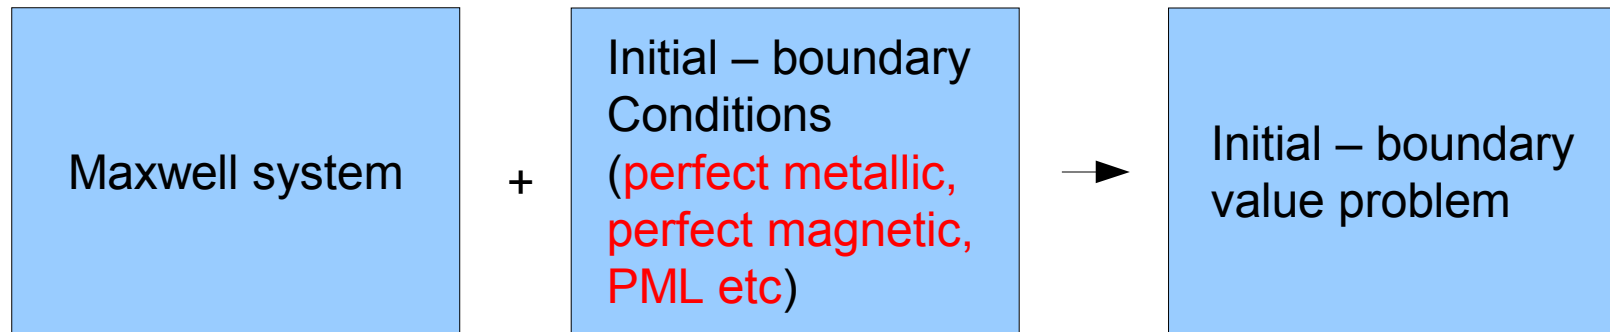 Maxwell system
+
Initial – boundary
Conditions
(perfect metallic,
perfect magnetic,
PML etc)
Initial – boundary
value problem